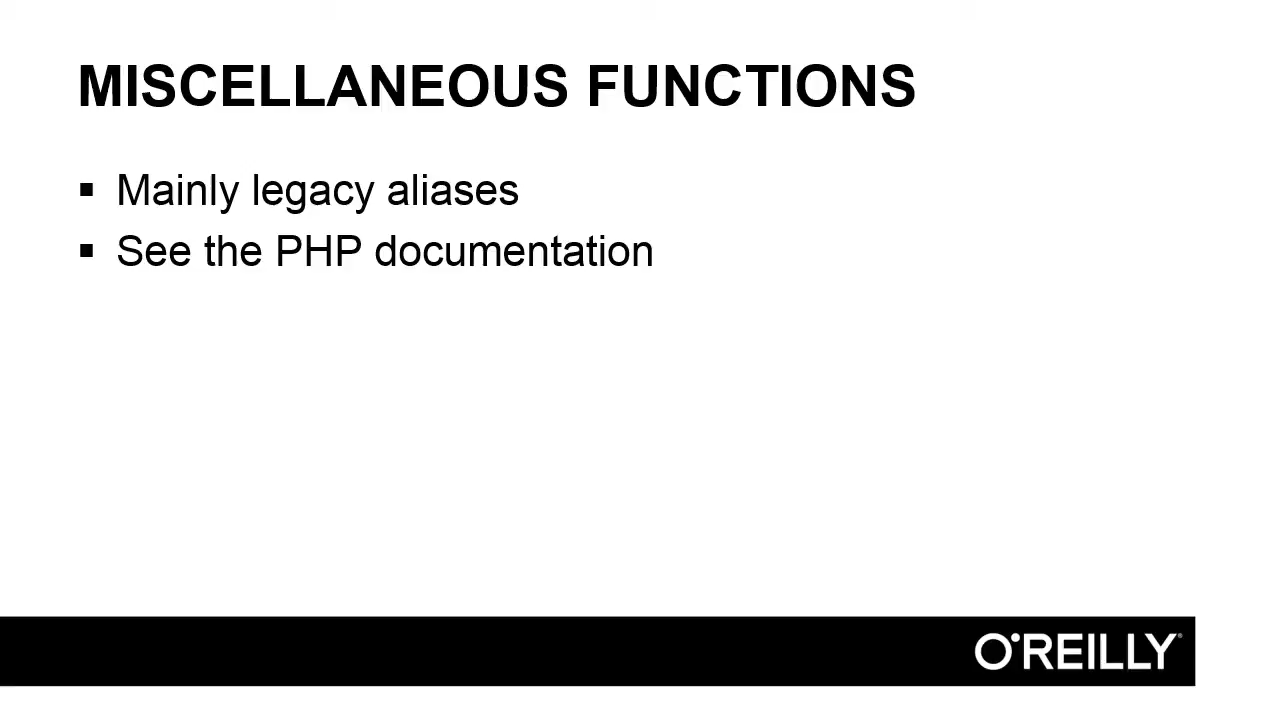 MISCELLANEOUS FUNCTIONS
▪ Mainly legacy aliases
▪ See the PHP documentation
O'REILLY®